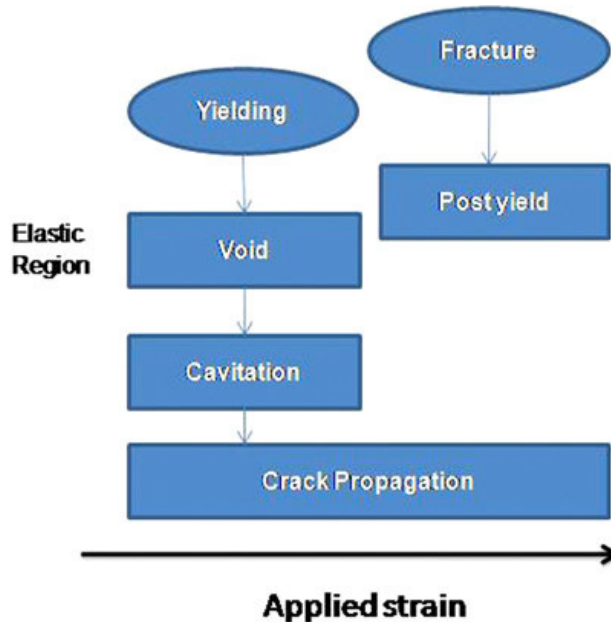 Fracture
Yielding
Post yield
Elastic
Region
Void
Cavitation
Crack Propagation
Applied strain